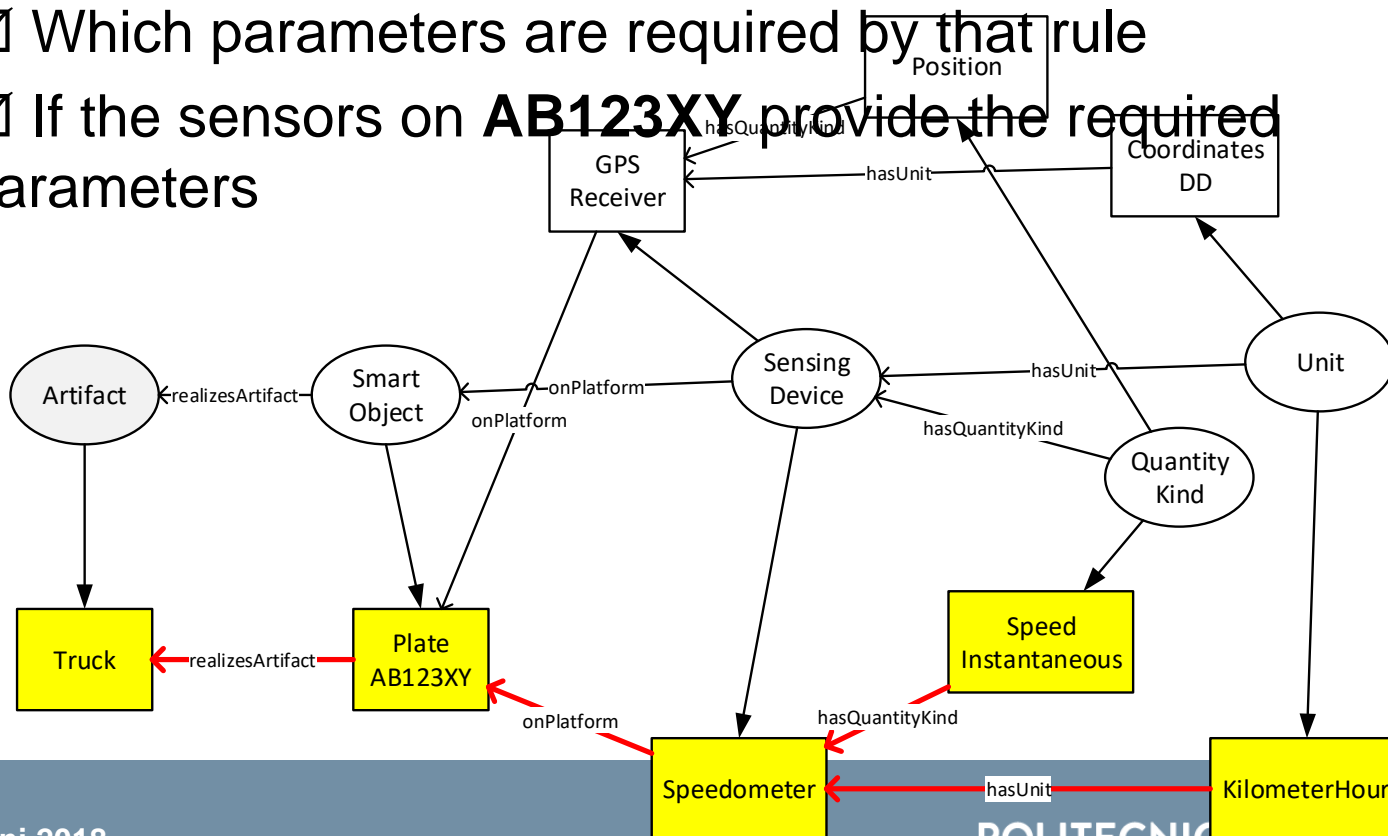 Which parameters are required by that rule
If the sensors on AB123XY provide the required
arameters
Position
hasQuantityKind
GPS
Receiver
hasUnit
Coordinates
DD
Artifact
realizesArtifact
Smart
Object
onPlatform
onPlatform
Sensing
Device
hasUnit
Unit
hasQuantityKind
Quantity
Kind
Truck
realizesArtifact
Plate
AB123XY
Speed
Instantaneous
onPlatform
hasQuantityKind
Speedometer
hasUnit
KilometerHour
2018